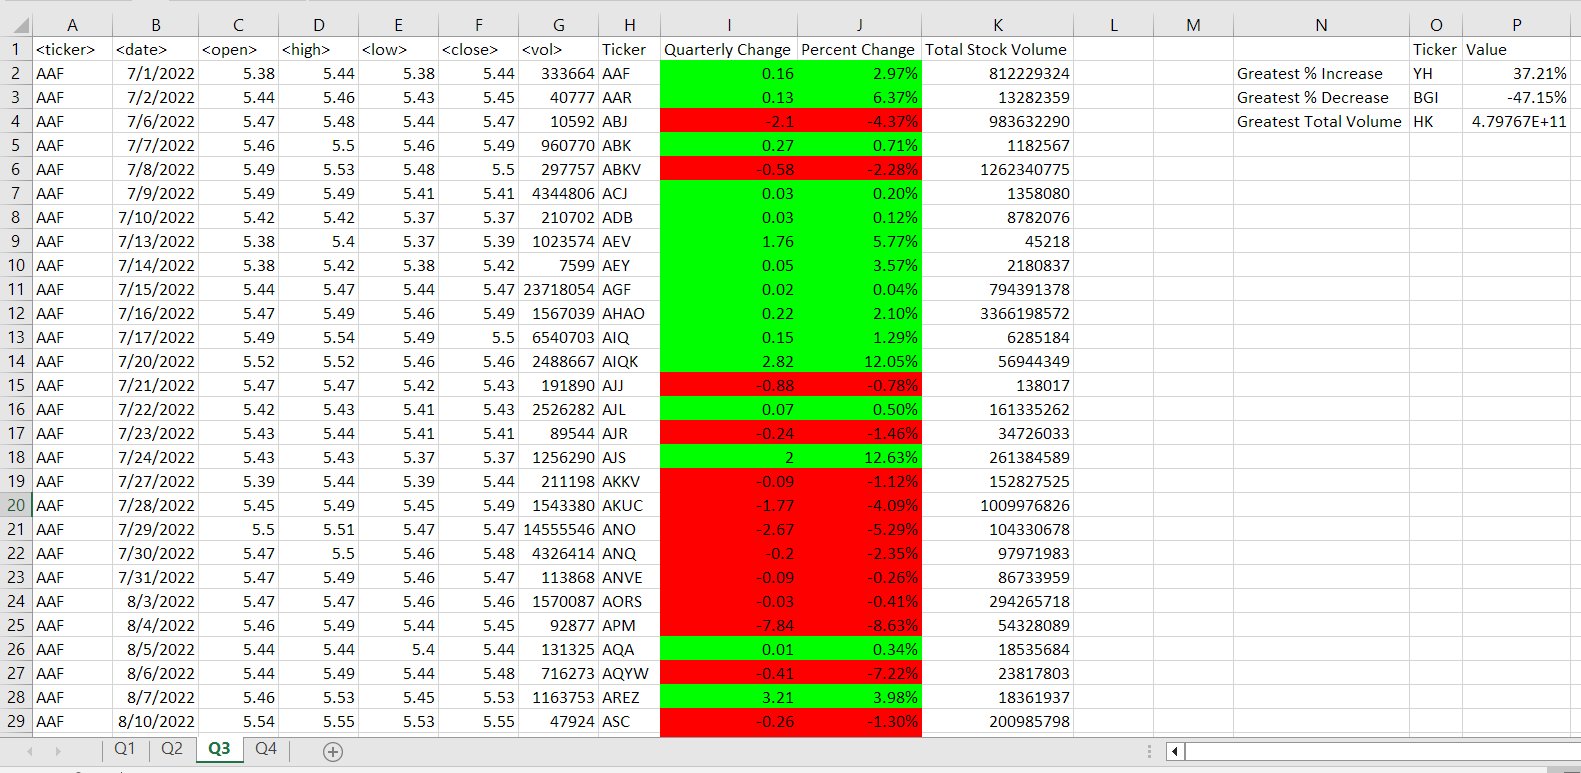 A B C D E F G H I J K L M N O P
1 <ticker> <date> <open> <high> <low> <close> <vol> Ticker Quarterly Change Percent Change Total Stock Volume Ticker Value
2 AAF 7/1/2022 5.38 5.44 5.38 5.44 333664 AAF 0.16 2.97% 812229324 Greatest % Increase YH 37.21%
3 AAF 7/2/2022 5.44 5.46 5.43 5.45 40777 AAR 0.13 6.37% 13282359 Greatest % Decrease BGI -47.15%
4 AAF 7/6/2022 5.47 5.48 5.44 5.47 10592 ABJ -2.1 -4.37% 983632290 Greatest Total Volume HK 4.79767E+11
5 AAF 7/7/2022 5.46 5.5 5.46 5.49 960770 ABK 0.27 0.71% 1182567
6 AAF 7/8/2022 5.49 5.53 5.48 5.5 297757 ABKV -0.58 -2.28% 1262340775
7 AAF 7/9/2022 5.49 5.49 5.41 5.41 4344806 ACJ 0.03 0.20% 1358080
8 AAF 7/10/2022 5.42 5.42 5.37 5.37 210702 ADB 0.03 0.12% 8782076
9 AAF 7/13/2022 5.38 5.4 5.37 5.39 1023574 AEV 1.76 5.77% 45218
10 AAF 7/14/2022 5.38 5.42 5.38 5.42 7599 AEY 0.05 3.57% 2180837
11 AAF 7/15/2022 5.44 5.47 5.44 5.47 23718054 AGF 0.02 0.04% 794391378
12 AAF 7/16/2022 5.47 5.49 5.46 5.49 1567039 AHAO 0.22 2.10% 3366198572
13 AAF 7/17/2022 5.49 5.54 5.49 5.5 6540703 AIQ 0.15 1.29% 6285184
14 AAF 7/20/2022 5.52 5.52 5.46 5.46 2488667 AIQK 2.82 12.05% 56944349
15 AAF 7/21/2022 5.47 5.47 5.42 5.43 191890 AJJ -0.88 -0.78% 138017
16 AAF 7/22/2022 5.42 5.43 5.41 5.43 2526282 AJL 0.07 0.50% 161335262
17 AAF 7/23/2022 5.43 5.44 5.41 5.41 89544 AJR -0.24 -1.46% 34726033
18 AAF 7/24/2022 5.43 5.43 5.37 5.37 1256290 AJS 2 12.63% 261384589
19 AAF 7/27/2022 5.39 5.44 5.39 5.44 211198 AKKV -0.09 -1.12% 152827525
20 AAF 7/28/2022 5.45 5.49 5.45 5.49 1543380 AKUC -1.77 -4.09% 1009976826
21 AAF 7/29/2022 5.5 5.51 5.47 5.47 14555546 ANO -2.67 -5.29% 104330678
22 AAF 7/30/2022 5.47 5.5 5.46 5.48 4326414 ANQ -0.2 -2.35% 97971983
23 AAF 7/31/2022 5.47 5.49 5.46 5.47 113868 ANVE -0.09 -0.26% 86733959
24 AAF 8/3/2022 5.47 5.47 5.46 5.46 1570087 AORS -0.03 -0.41% 294265718
25 AAF 8/4/2022 5.46 5.49 5.44 5.45 92877 APM -7.84 -8.63% 54328089
26 AAF 8/5/2022 5.44 5.44 5.4 5.44 131325 AQA 0.01 0.34% 18535684
27 AAF 8/6/2022 5.44 5.49 5.44 5.48 716273 AQYW -0.41 -7.22% 23817803
28 AAF 8/7/2022 5.46 5.53 5.45 5.53 1163753 AREZ 3.21 3.98% 18361937
29 AAF 8/10/2022 5.54 5.55 5.53 5.55 47924 ASC -0.26 -1.30% 200985798
Q1 Q2 Q3 Q4